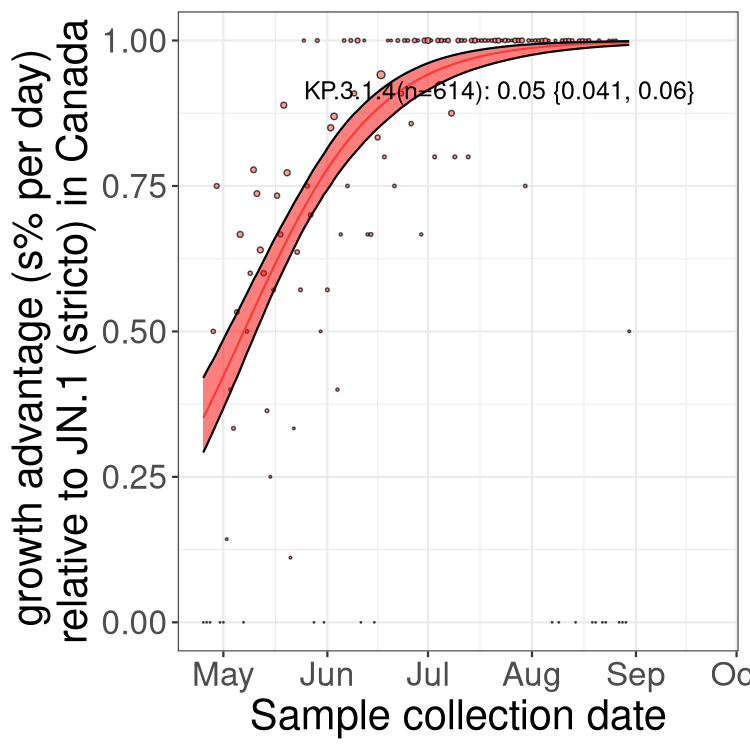 growth advantage (s% per day)
relative to JN.1 (stricto) in Canada
1.00
0.75
0.50
0.25
0.00
KP.3.1.4(n=614): 0.05 {0.041, 0.06}
May Jun Jul Aug Sep Oc
Sample collection date